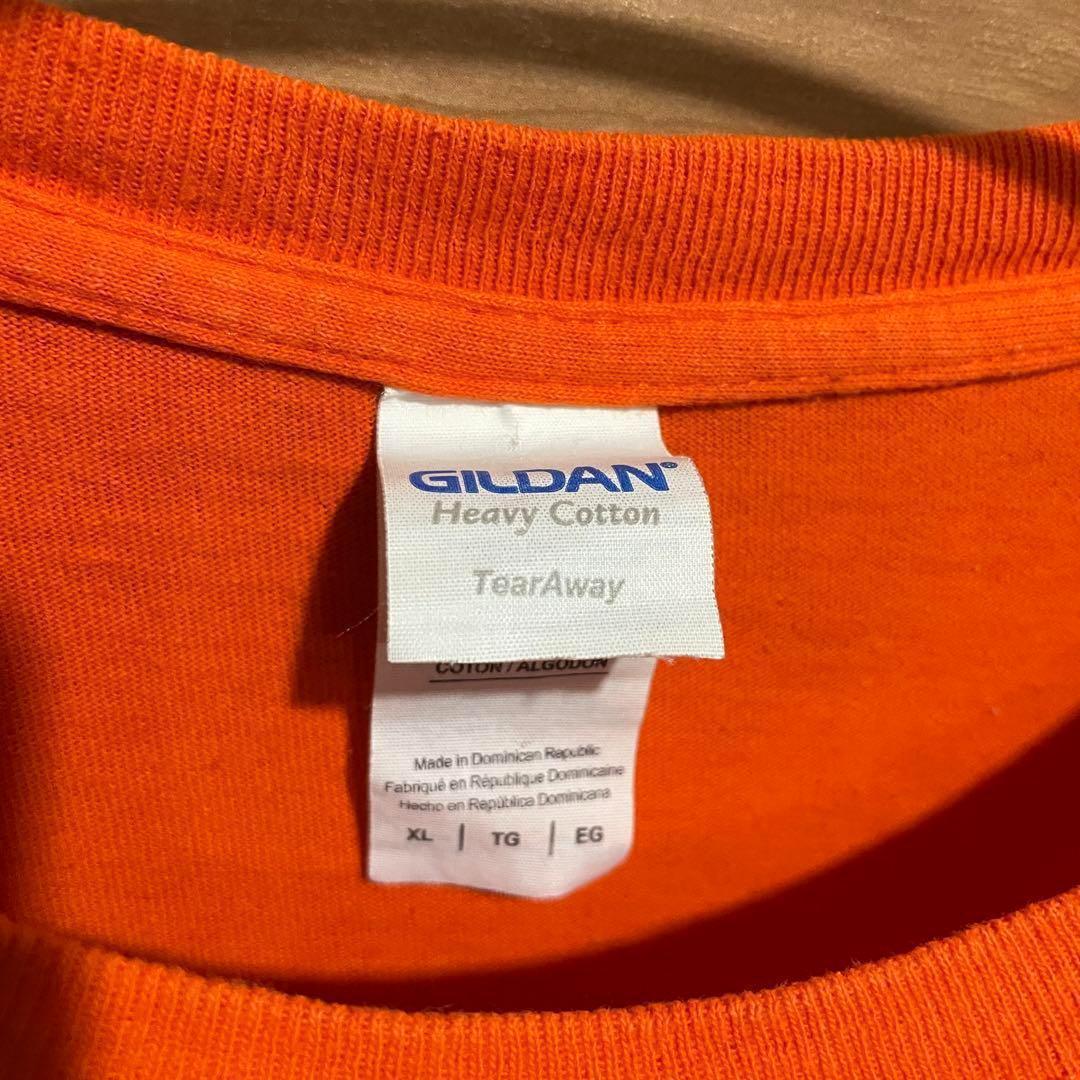 GILDAN®
Heavy Cotton
TearAway
COTON / ALGODON
Made in Dominican Republic
Fabriqué en République Dominicaine
Hecho en República Dominicana
XL | TG | EG